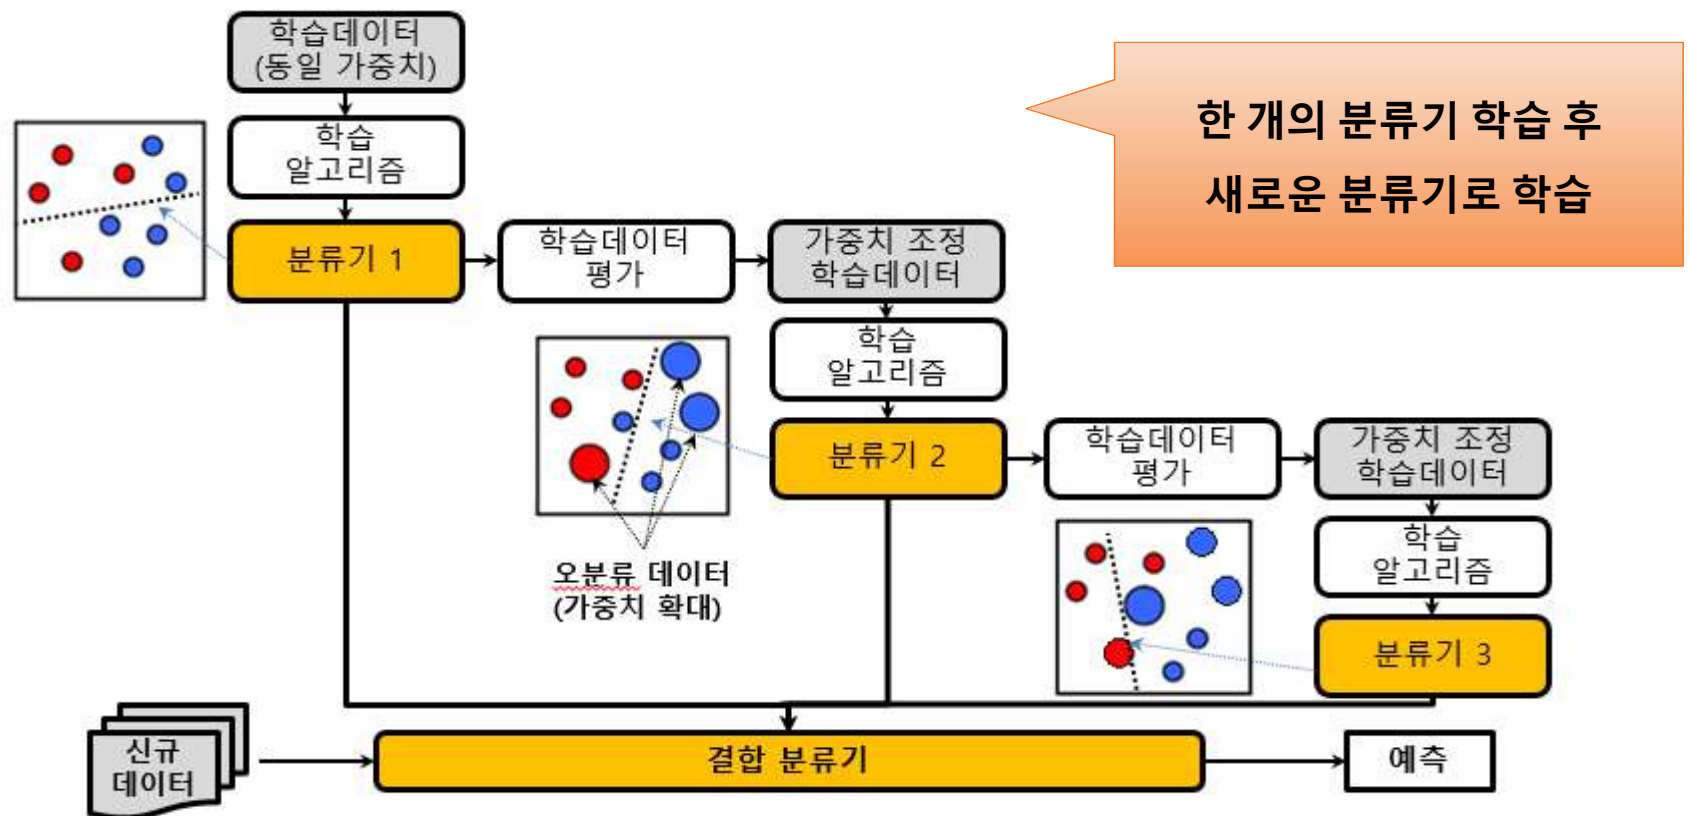 학습데이터
(동일 가중치)
학습
알고리즘
한 개의 분류기 학습 후
새로운 분류기로 학습
분류기 1
학습데이터
평가
가중치 조정
학습데이터
학습
알고리즘
분류기 2
학습데이터
평가
가중치 조정
학습데이터
오분류 데이터
(가중치 확대)
학습
알고리즘
분류기 3
신규
데이터
결합 분류기
예측